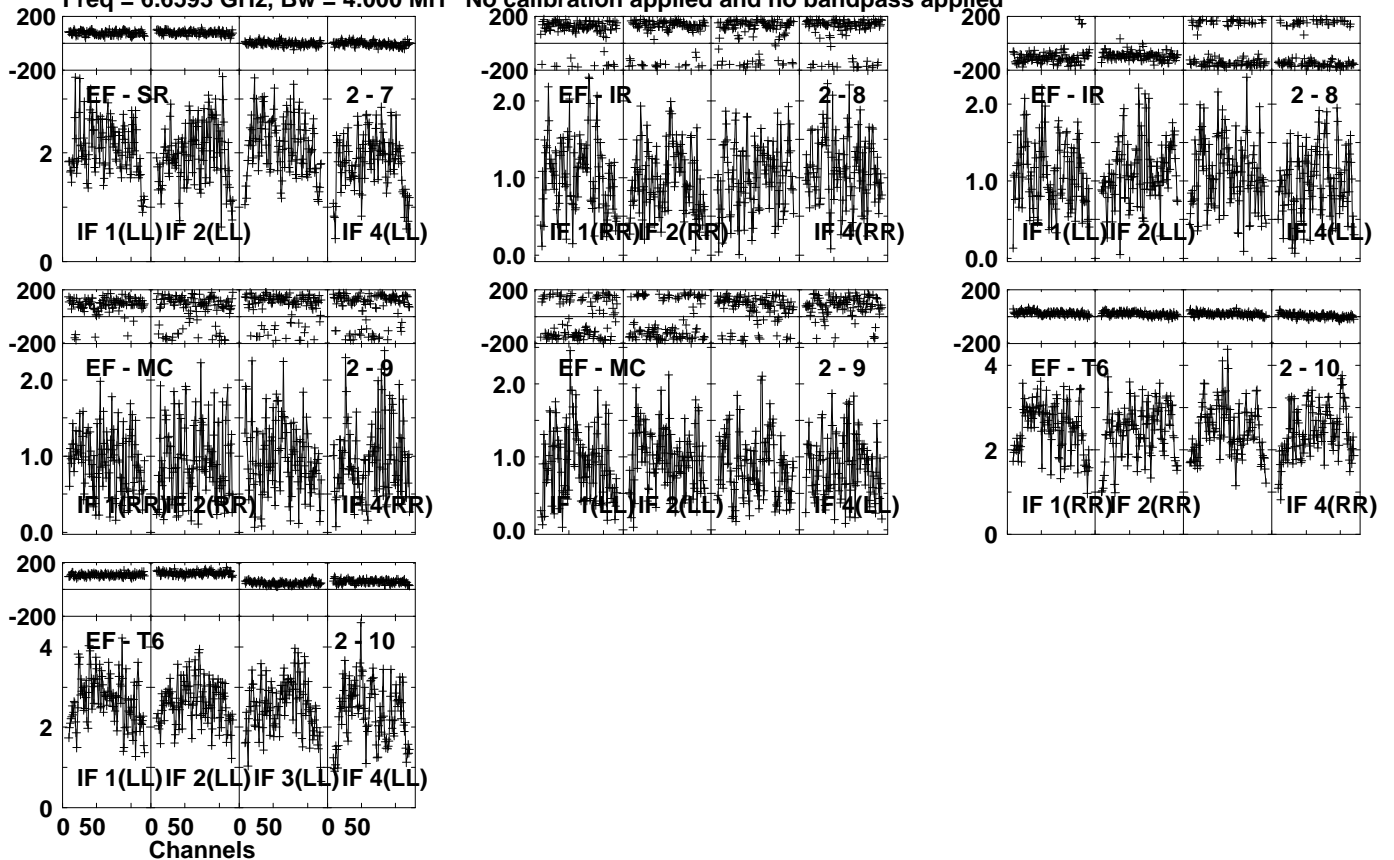 Freq = 6.6593 GHz, Bw = 4.000 MH No calibration applied and no bandpass applied
200
-200
EF - SR 2 - 7
2
IF 1(LL) IF 2(LL) IF 4(LL)
0
200
-200
EF - IR 2 - 8
2.0
1.0
IF 1(RR) IF 2(RR) IF 4(RR)
0.0
200
-200
EF - IR 2 - 8
2.0
1.0
IF 1(LL) IF 2(LL) IF 4(LL)
0.0
200
-200
EF - MC 2 - 9
2.0
1.0
IF 1(RR) IF 2(RR) IF 4(RR)
0.0
200
-200
EF - MC 2 - 9
2.0
1.0
IF 1(LL) IF 2(LL) IF 4(LL)
0.0
200
-200
4
EF - T6 2 - 10
2
IF 1(RR) IF 2(RR) IF 4(RR)
0
200
-200
EF - T6 2 - 10
4
2
IF 1(LL) IF 2(LL) IF 3(LL) IF 4(LL)
0
0 50 0 50 0 50 0 50
Channels